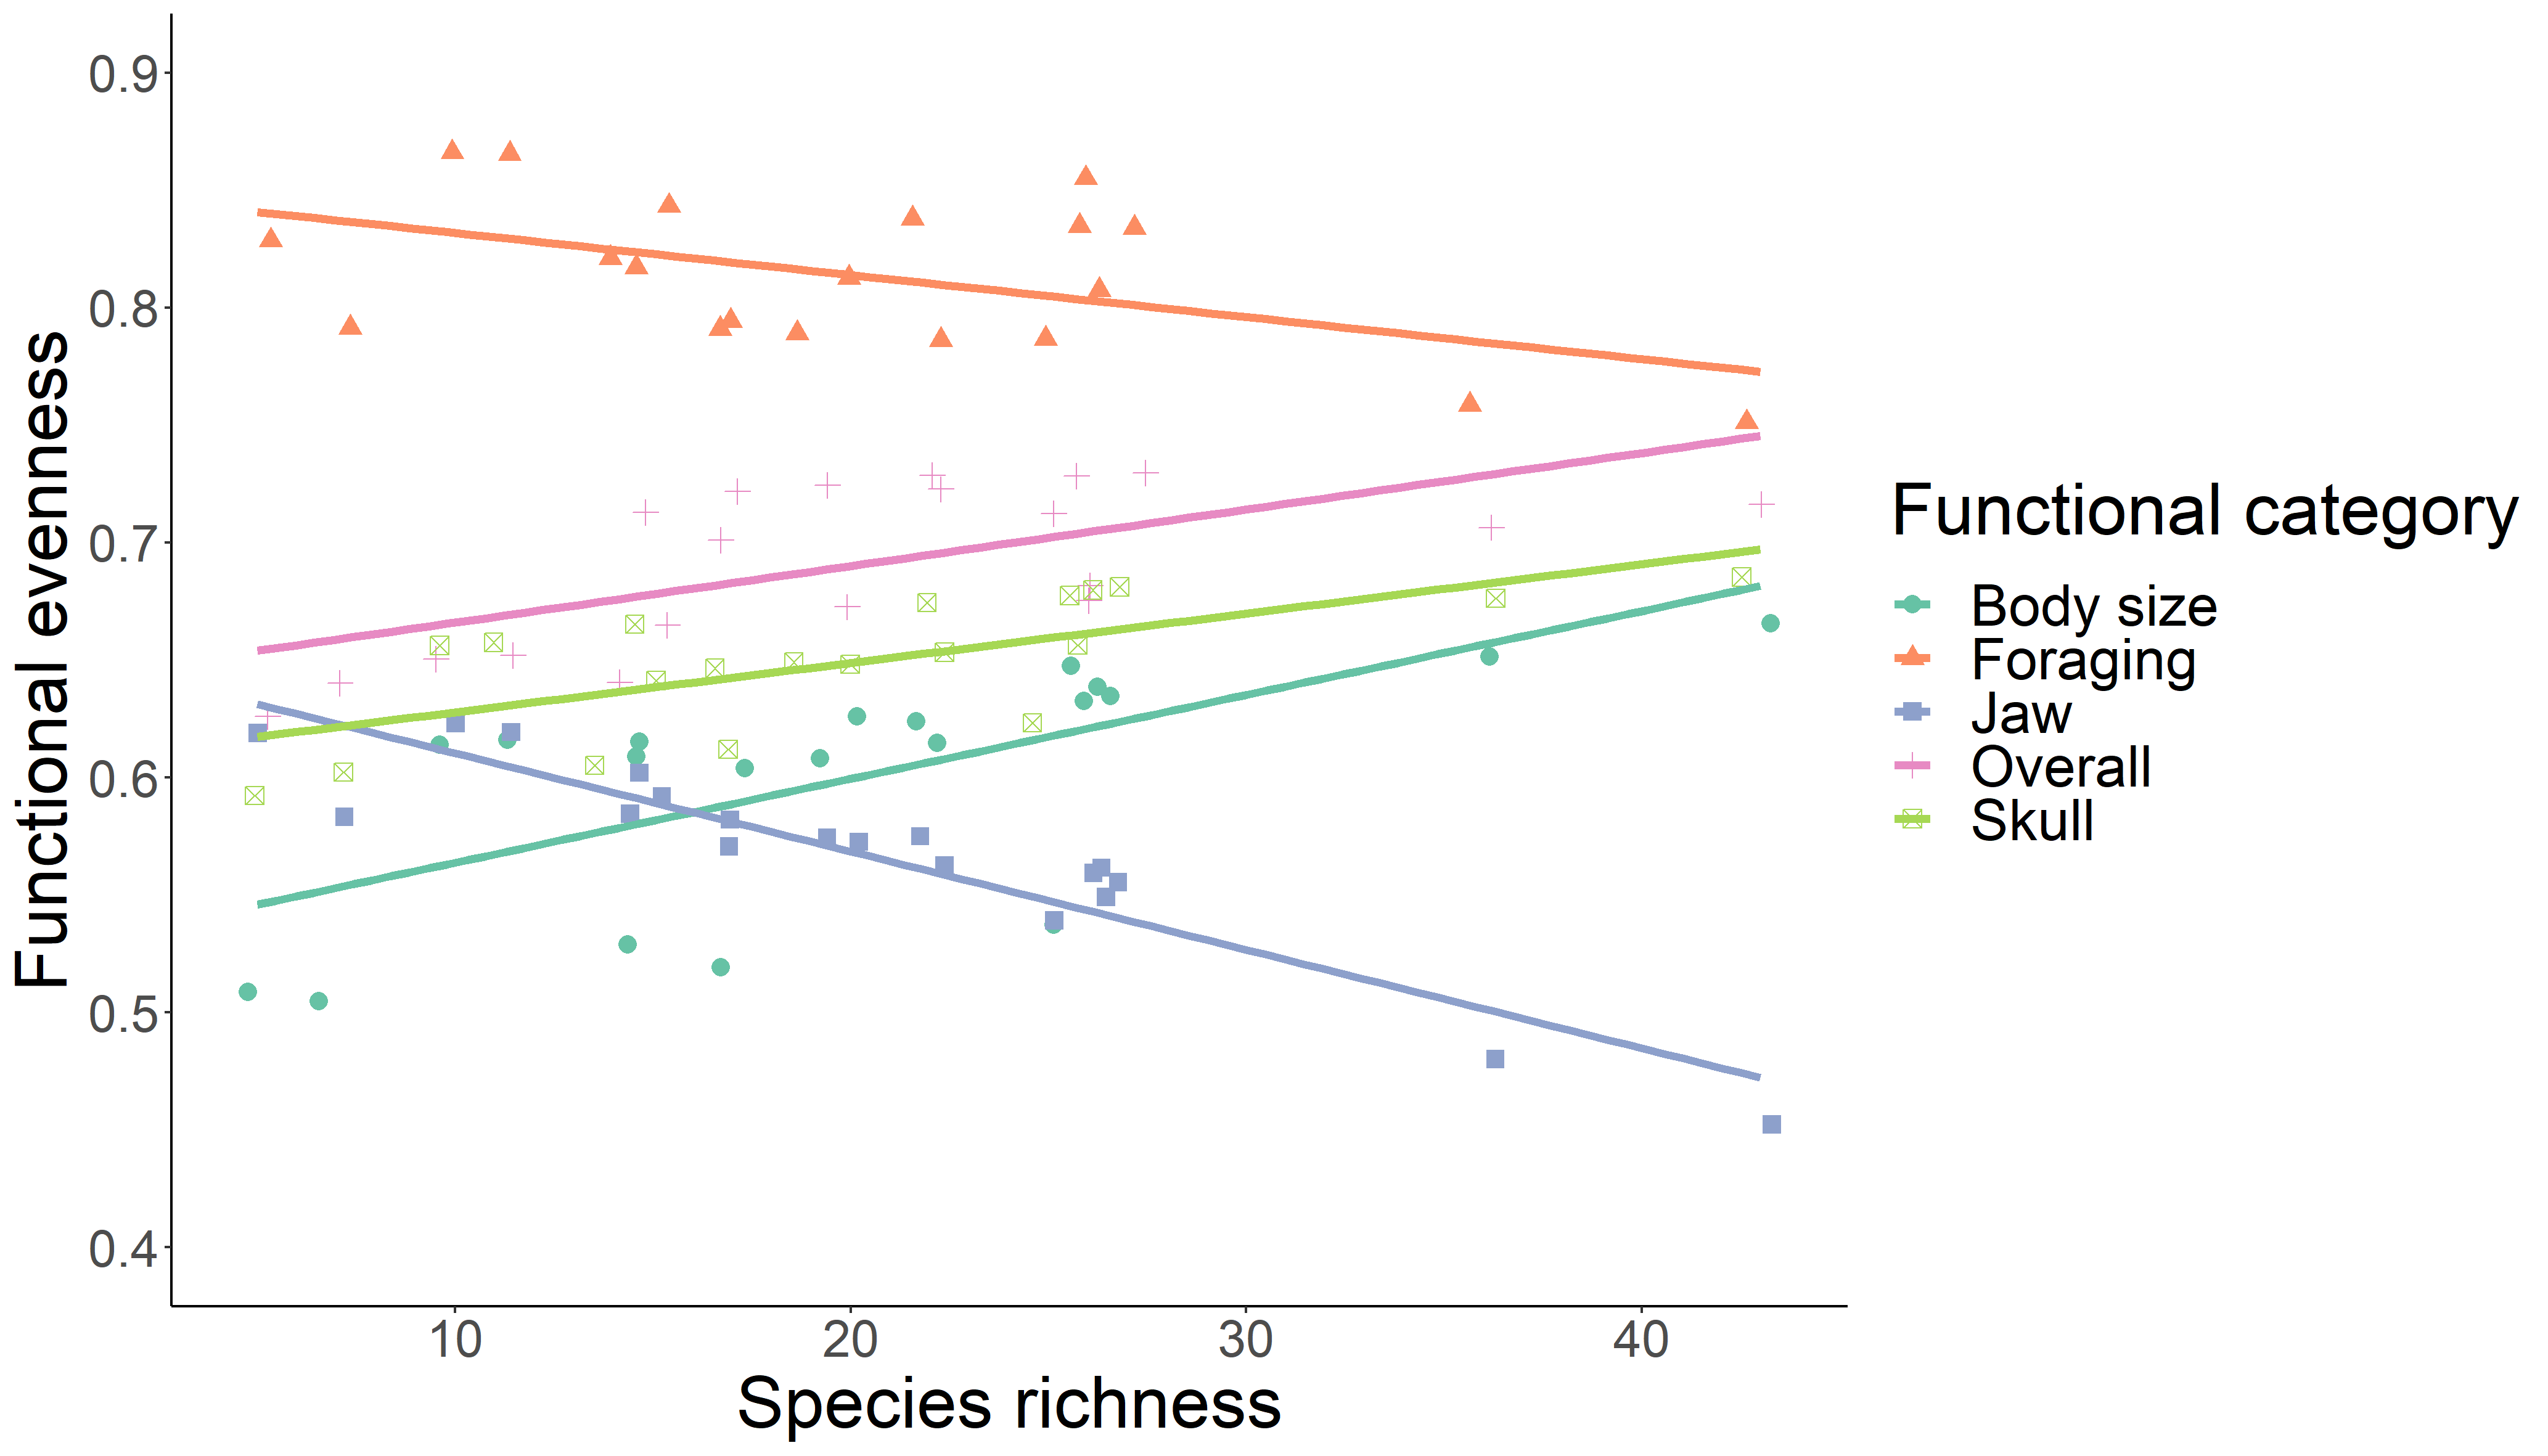 Functional evenness
0.9
0.8
0.7
0.6
0.5
0.4
10 20 30 40
Species richness
Functional category
Body size
Foraging
Jaw
Overall
Skull